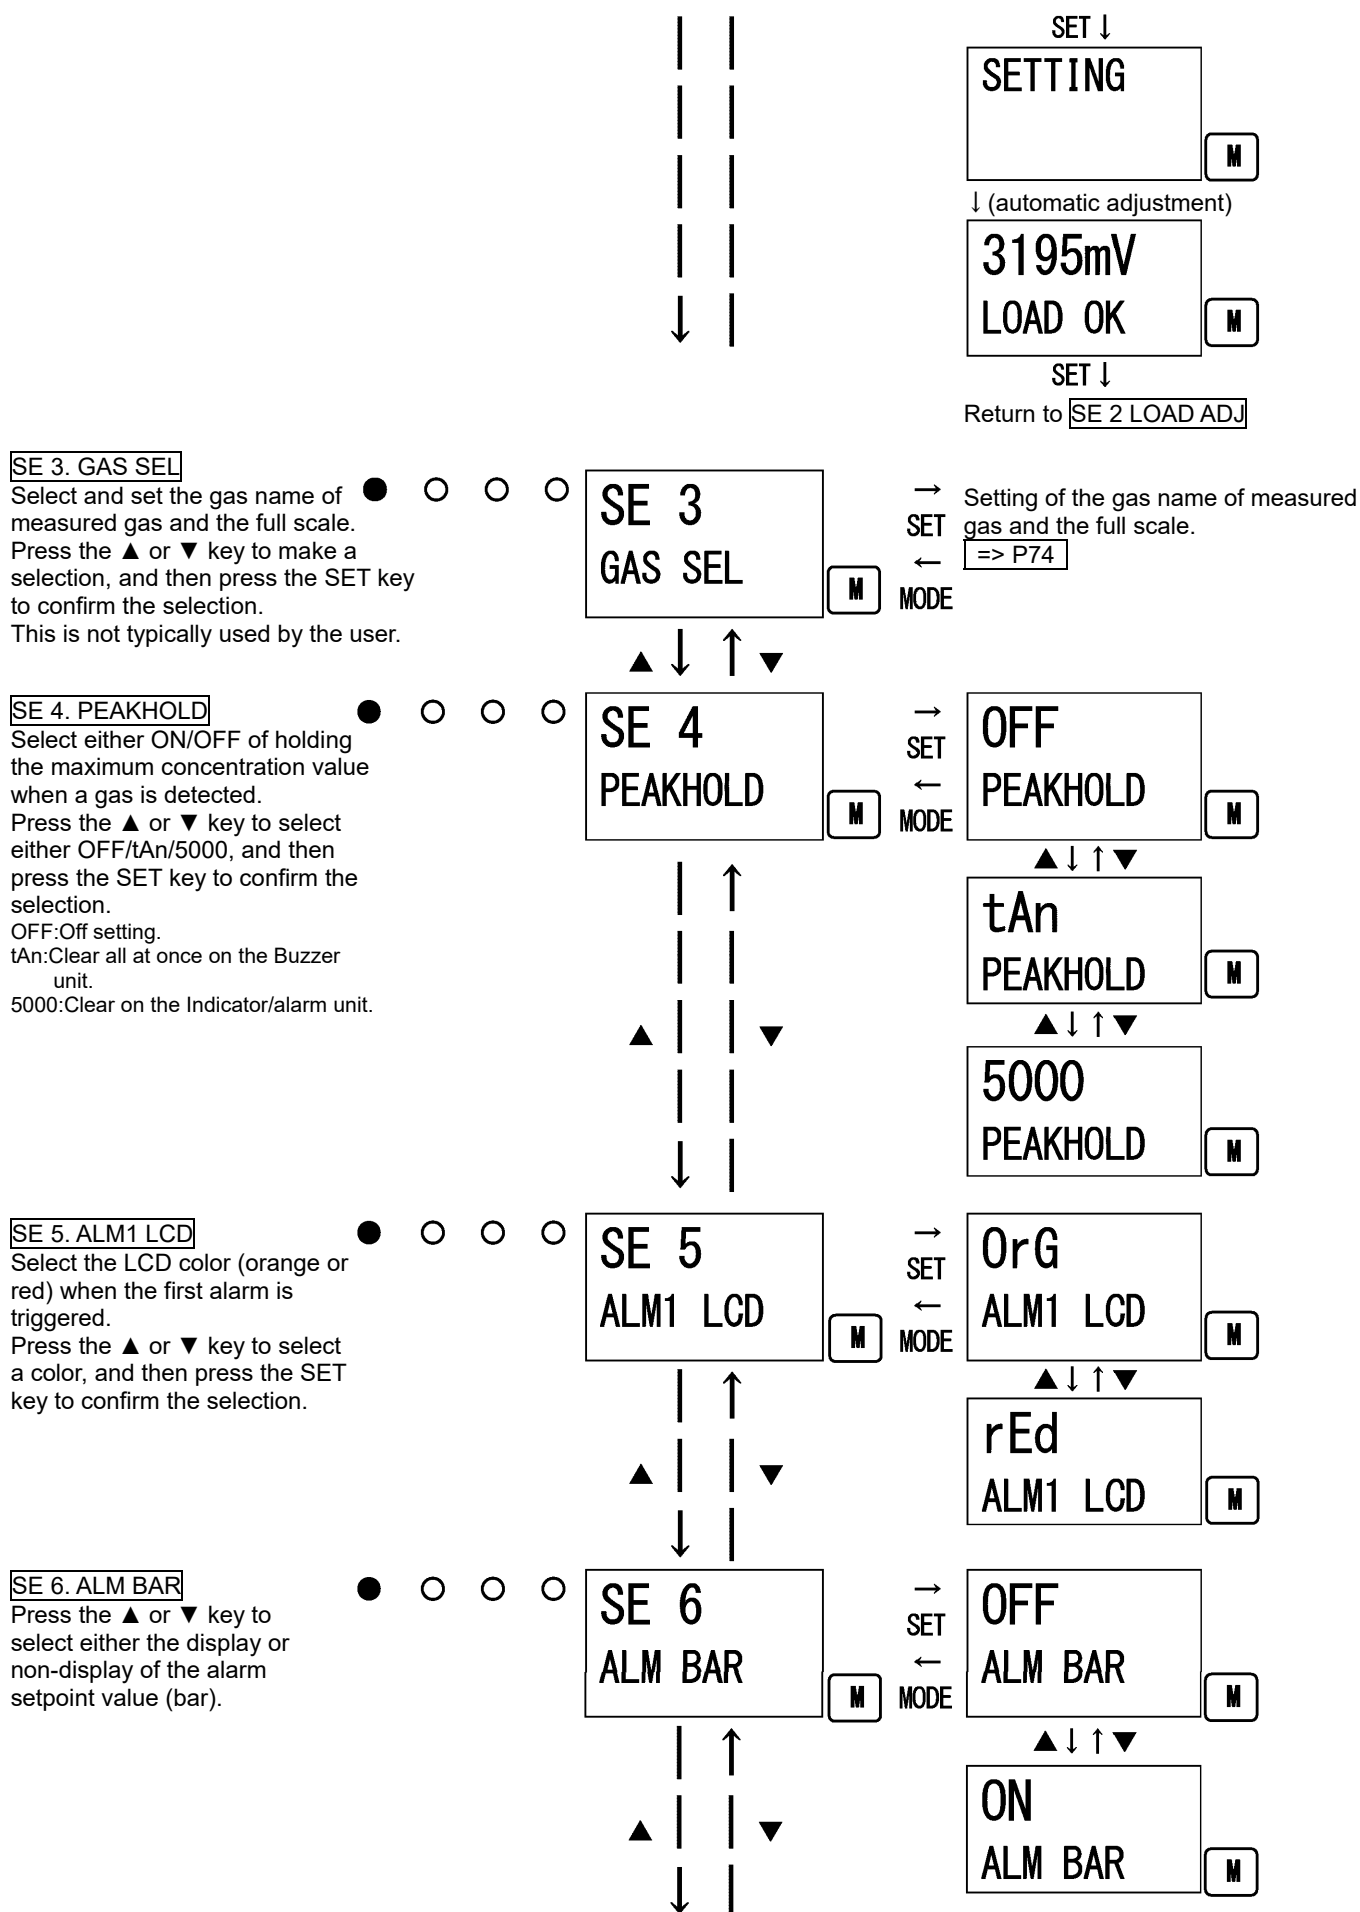 SET ↓
SETTING
M
↓ (automatic adjustment)
3195mV
LOAD OK
M
SET ↓
Return to SE 2 LOAD ADJ
SE 3. GAS SEL
Select and set the gas name of
measured gas and the full scale.
Press the ▲ or ▼ key to make a
selection, and then press the SET key
to confirm the selection.
This is not typically used by the user.
● ○ ○ ○
SE 3
GAS SEL
M
→
SET
←
MODE
Setting of the gas name of measured
gas and the full scale.
=> P74
▲ ↓ ↑ ▼
SE 4. PEAKHOLD
Select either ON/OFF of holding
the maximum concentration value
when a gas is detected.
Press the ▲ or ▼ key to select
either OFF/tAn/5000, and then
press the SET key to confirm the
selection.
OFF:Off setting.
tAn:Clear all at once on the Buzzer
unit.
5000:Clear on the Indicator/alarm unit.
● ○ ○ ○
SE 4
PEAKHOLD
M
→
SET
←
MODE
OFF
PEAKHOLD
M
▲↓↑▼
tAn
PEAKHOLD
M
▲↓↑▼
5000
PEAKHOLD
M
▲ ↓ ↑ ▼
SE 5. ALM1 LCD
Select the LCD color (orange or
red) when the first alarm is
triggered.
Press the ▲ or ▼ key to select
a color, and then press the SET
key to confirm the selection.
● ○ ○ ○
SE 5
ALM1 LCD
M
→
SET
←
MODE
OrG
ALM1 LCD
M
▲↓↑▼
rEd
ALM1 LCD
M
▲ ↓ ↑ ▼
SE 6. ALM BAR
Press the ▲ or ▼ key to
select either the display or
non-display of the alarm
setpoint value (bar).
● ○ ○ ○
SE 6
ALM BAR
M
→
SET
←
MODE
OFF
ALM BAR
M
▲↓↑▼
ON
ALM BAR
M
▲ ↓ ↑ ▼